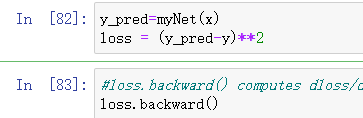 In [82]: y_pred=myNet(x)
loss = (y_pred-y)**2
In [83]: #loss.backward() computes dloss/d
loss.backward()